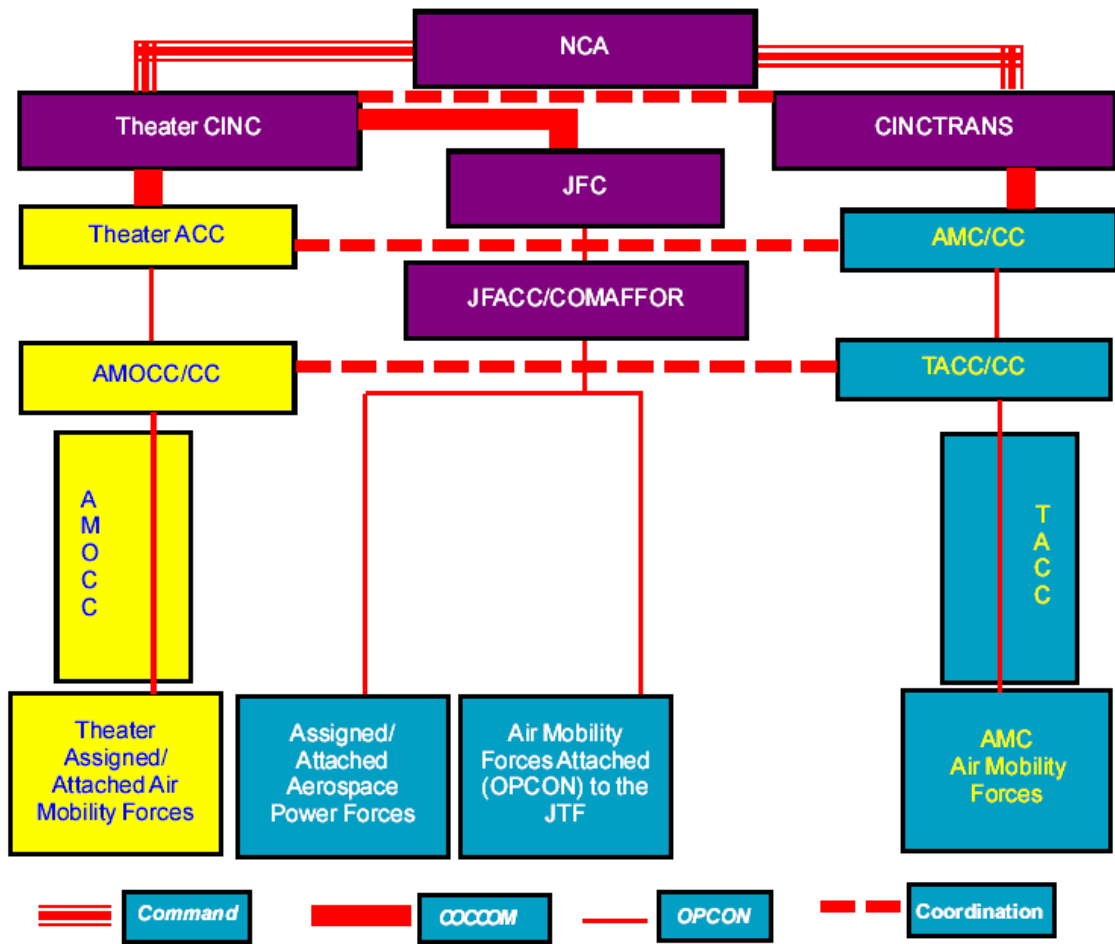 NCA
Theater CINC
CINCTRANS
JFC
Theater ACC
AMC/CC
JFACC/COMAFFOR
AMOCC/CC
TACC/CC
A
M
O
C
C
T
A
C
C
Theater
Assigned/
Attached Air
Mobility Forces
Assigned/
Attached
Aerospace
Power Forces
Air Mobility
Forces Attached
(OPCON) to the
JTF
AMC
Air Mobility
Forces
Command
COCOM
OPCON
Coordination